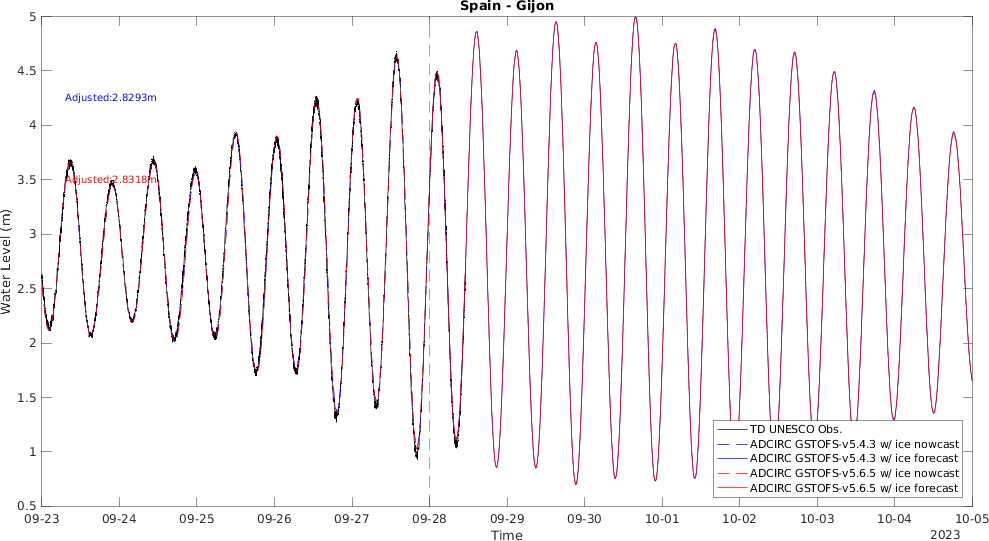 Spain - Gijon
Water Level (m)
5
4.5
4
3.5
3
2.5
2
1.5
1
0.5
Adjusted:2.8293m
Adjusted:2.8318m
TD UNESCO Obs.
ADCIRC GSTOFS-v5.4.3 w/ ice nowcast
ADCIRC GSTOFS-v5.4.3 w/ ice forecast
ADCIRC GSTOFS-v5.6.5 w/ ice nowcast
ADCIRC GSTOFS-v5.6.5 w/ ice forecast
09-23 09-24 09-25 09-26 09-27 09-28 09-29 09-30 10-01 10-02 10-03 10-04 10-05
Time
2023